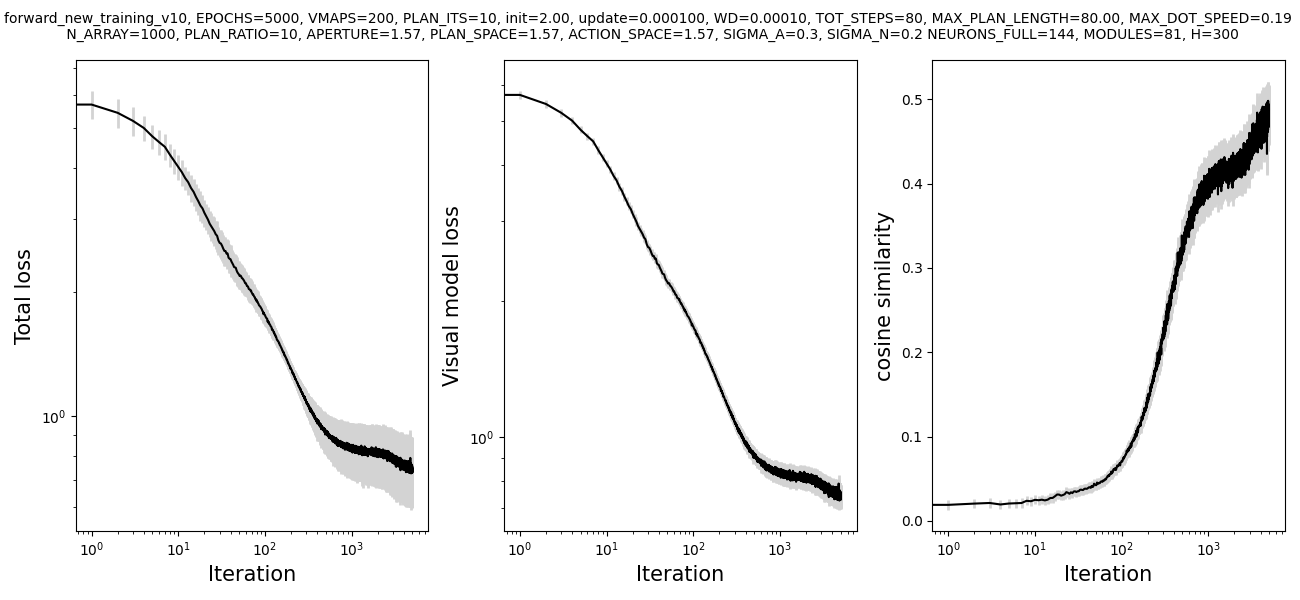 forward_new_training_v10, EPOCHS=5000, VMAPS=200, PLAN_ITS=10, init=2.00, update=0.000100, WD=0.00010, TOT_STEPS=80, MAX_PLAN_LENGTH=80.00, MAX_DOT_SPEED=0.19
N_ARRAY=1000, PLAN_RATIO=10, APERTURE=1.57, PLAN_SPACE=1.57, ACTION_SPACE=1.57, SIGMA_A=0.3, SIGMA_N=0.2 NEURONS_FULL=144, MODULES=81, H=300
Total loss
10⁰
10⁰ 10¹ 10² 10³
Iteration
Visual model loss
10⁰
10⁰ 10¹ 10² 10³
Iteration
cosine similarity
0.5
0.4
0.3
0.2
0.1
0.0
10⁰ 10¹ 10² 10³
Iteration